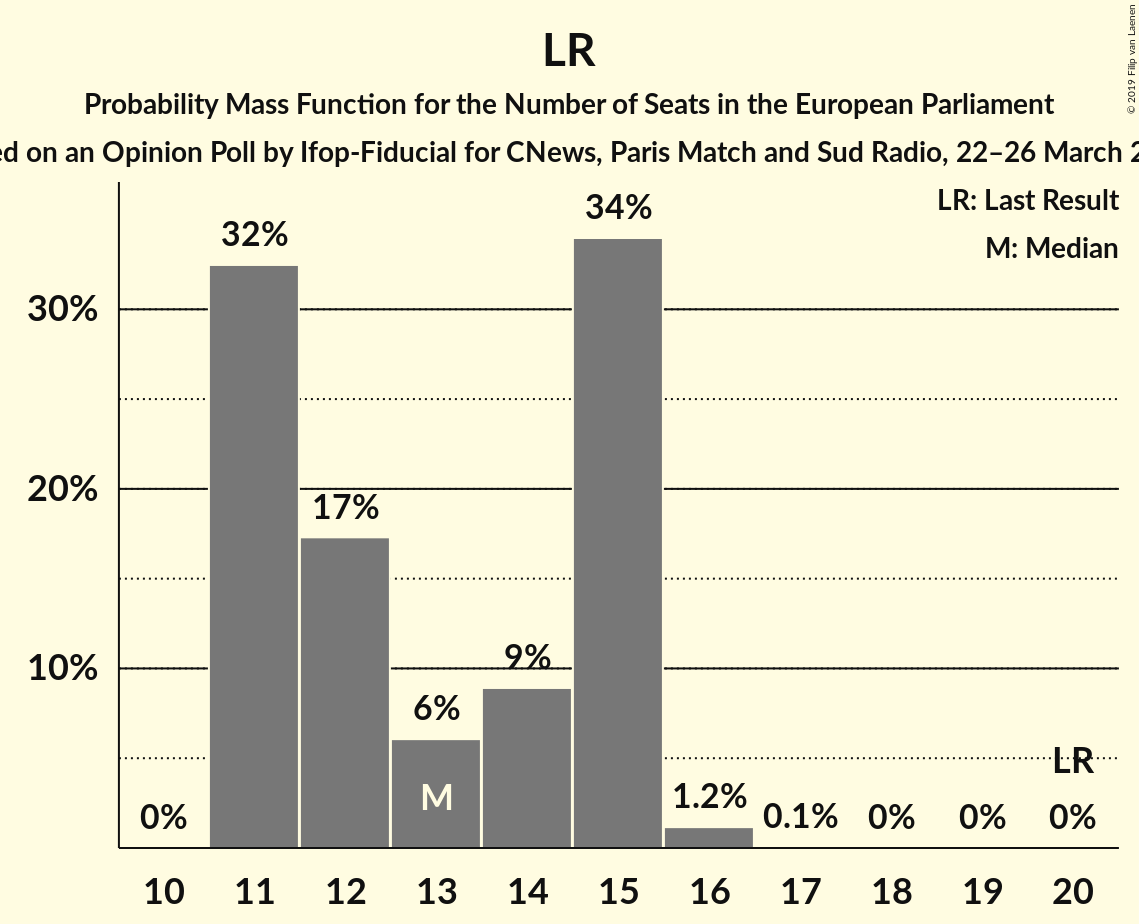 LR
Probability Mass Function for the Number of Seats in the European Parliament
on an Opinion Poll by Ifop-Fiducial for CNews, Paris Match and Sud Radio, 22–26 March
© 2019 Filip van Laenen
LR: Last Result
M: Median
34%
32%
30%
20%
17%
10%
9%
6%
M
LR
1.2%
0%
0.1%
0%
0%
0%
10 11 12 13 14 15 16 17 18 19 20